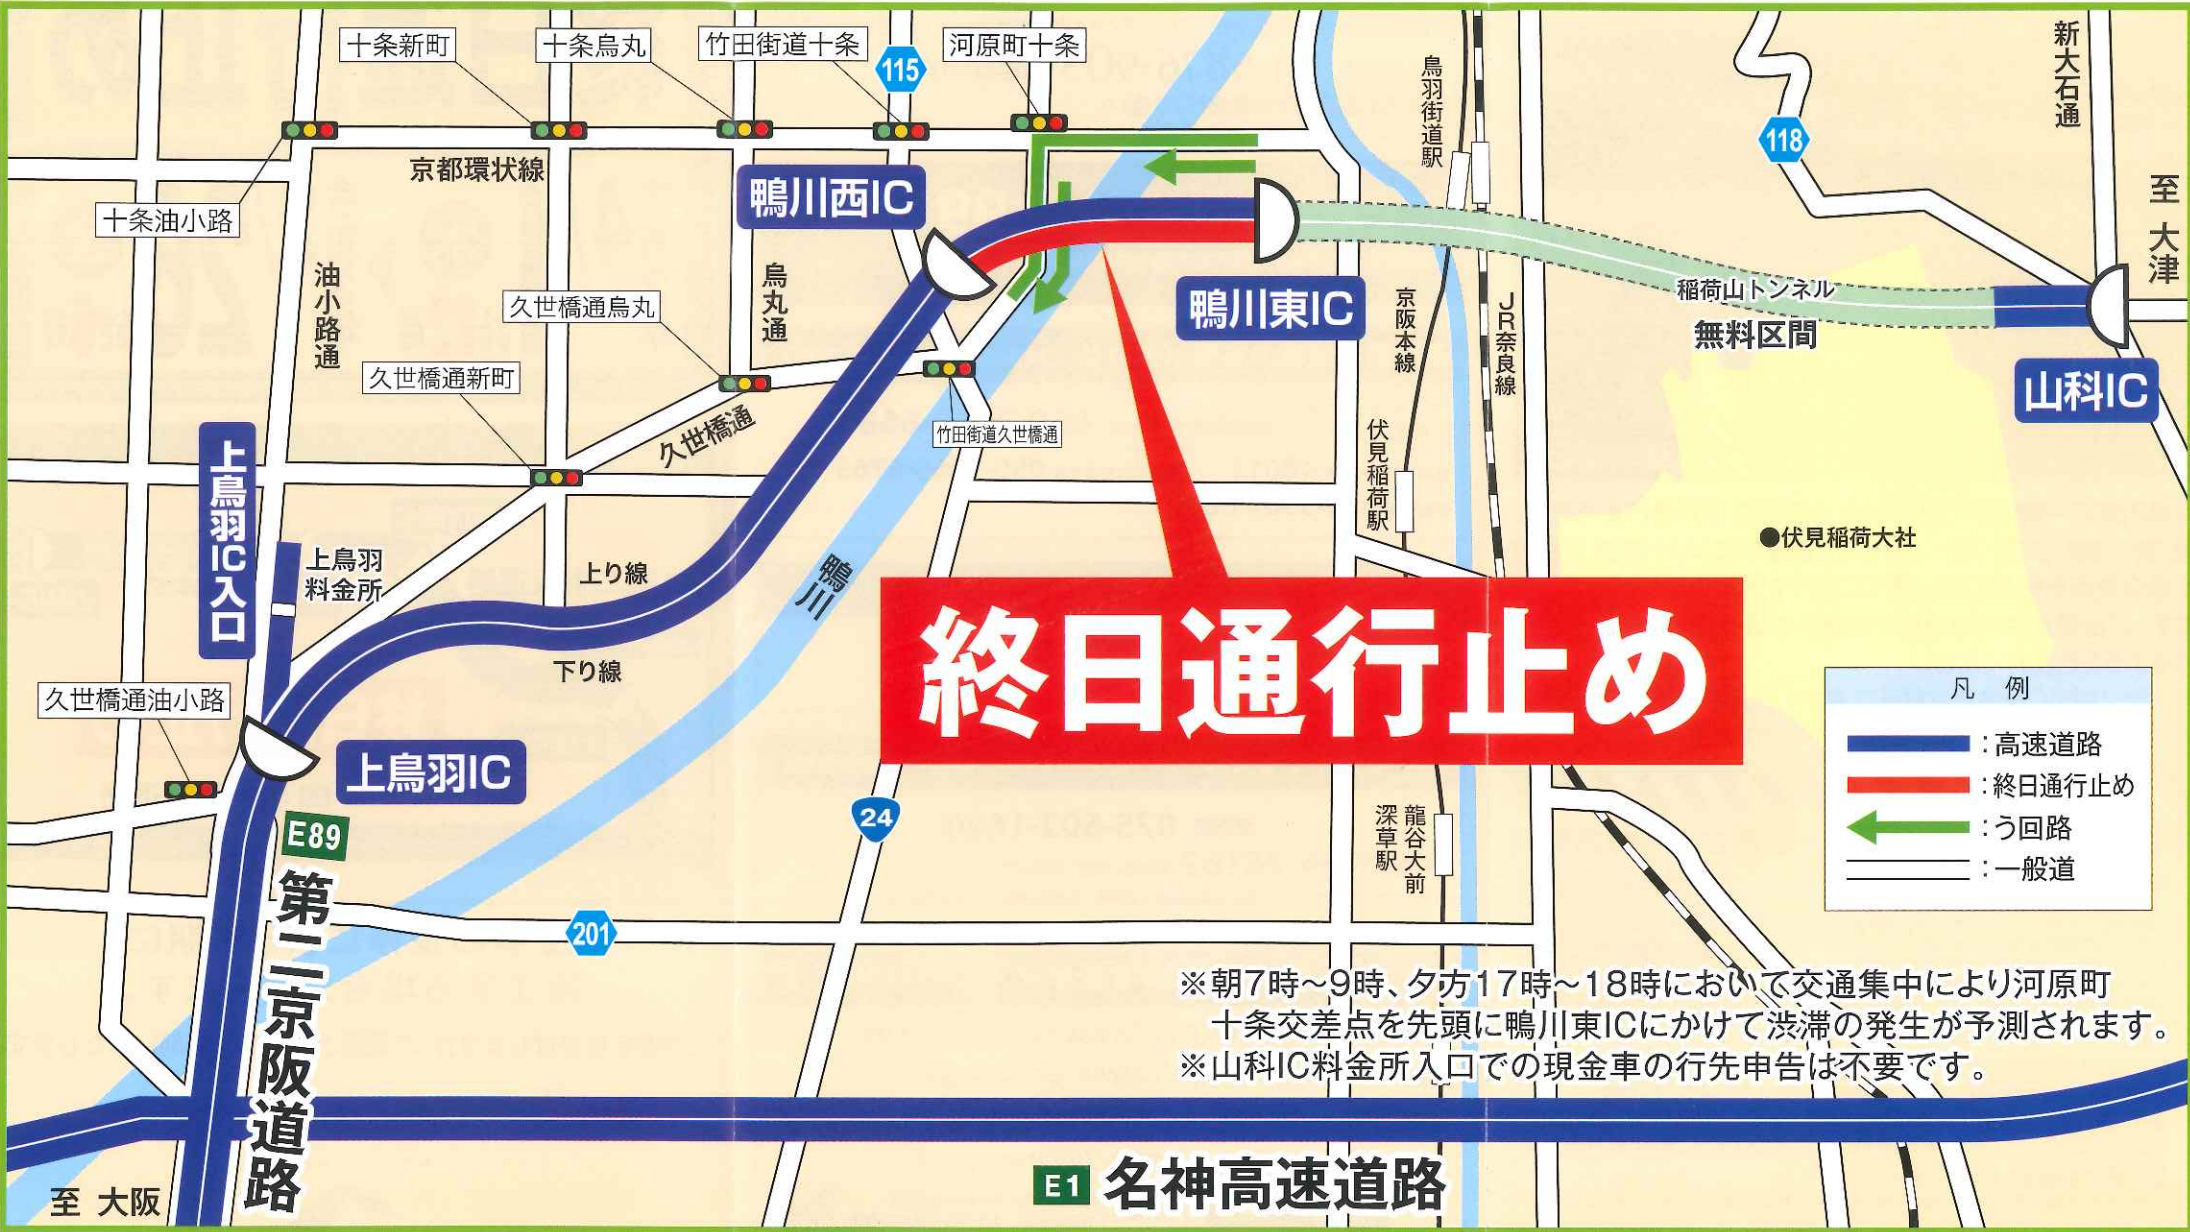 十条新町
十条烏丸
竹田街道十条
115
河原町十条
鳥羽街道駅
118
新大石通
至 大津
京都環状線
十条油小路
鴨川西IC
油小路通
烏丸通
久世橋通烏丸
鴨川東IC
京阪本線
JR奈良線
稲荷山トンネル
無料区間
山科IC
久世橋通新町
久世橋通
竹田街道久世橋通
伏見稲荷駅
上鳥羽IC入口
上鳥羽
料金所
上り線
下り線
鴨川
●伏見稲荷大社
終日通行止め
久世橋通油小路
上鳥羽IC
E89
第二京阪道路
24
龍谷大前
深草駅
凡 例
:高速道路
:終日通行止め
:う回路
:一般道
201
※朝7時~9時、夕方17時~18時において交通集中により河原町
十条交差点を先頭に鴨川東ICにかけて渋滞の発生が予測されます。
※山科IC料金所入口での現金車の行先申告は不要です。
至 大阪
E1 名神高速道路